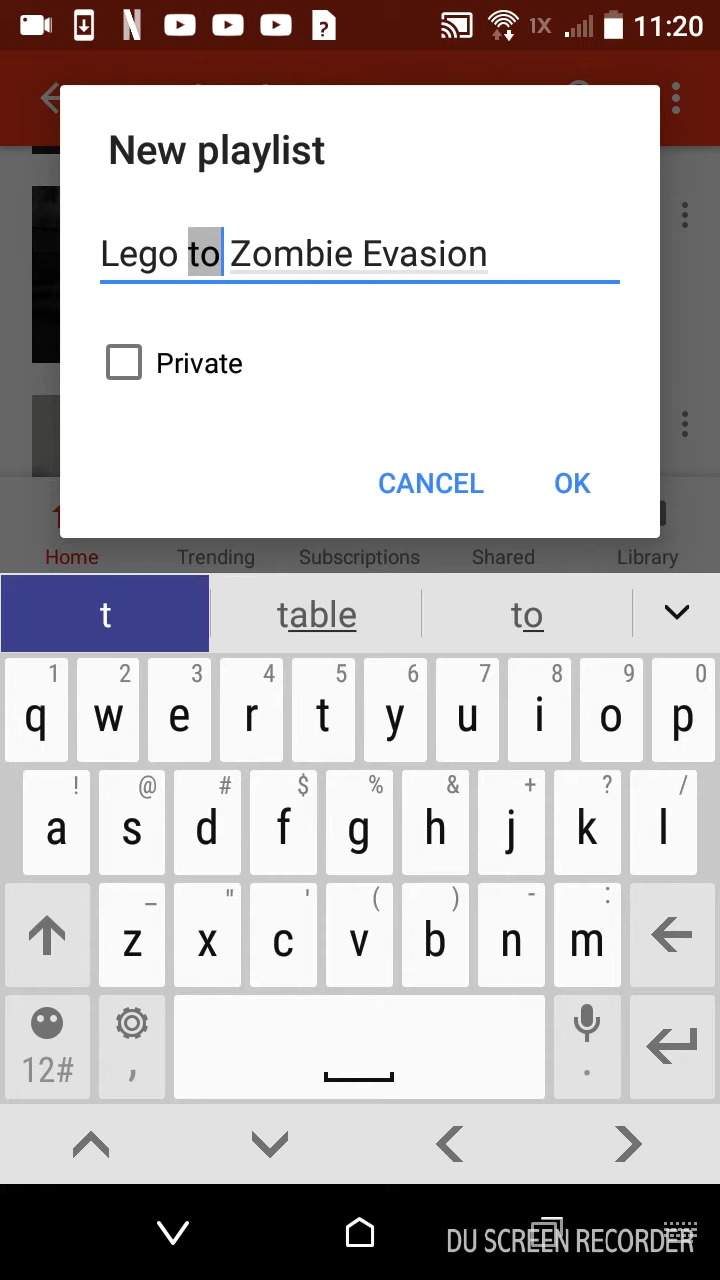 N ? 1X 11:20
New playlist
Lego to Zombie Evasion
Private
CANCEL OK
Home Trending Subscriptions Shared Library
t table to
1 2 3 4 5 6 7 8 9 0
q w e r t y u i o p
! @ # $ % & + ? /
a s d f g h j k l
_ " ' ( ) - :
z x c v b n m
12# , .
DU SCREEN RECORDER